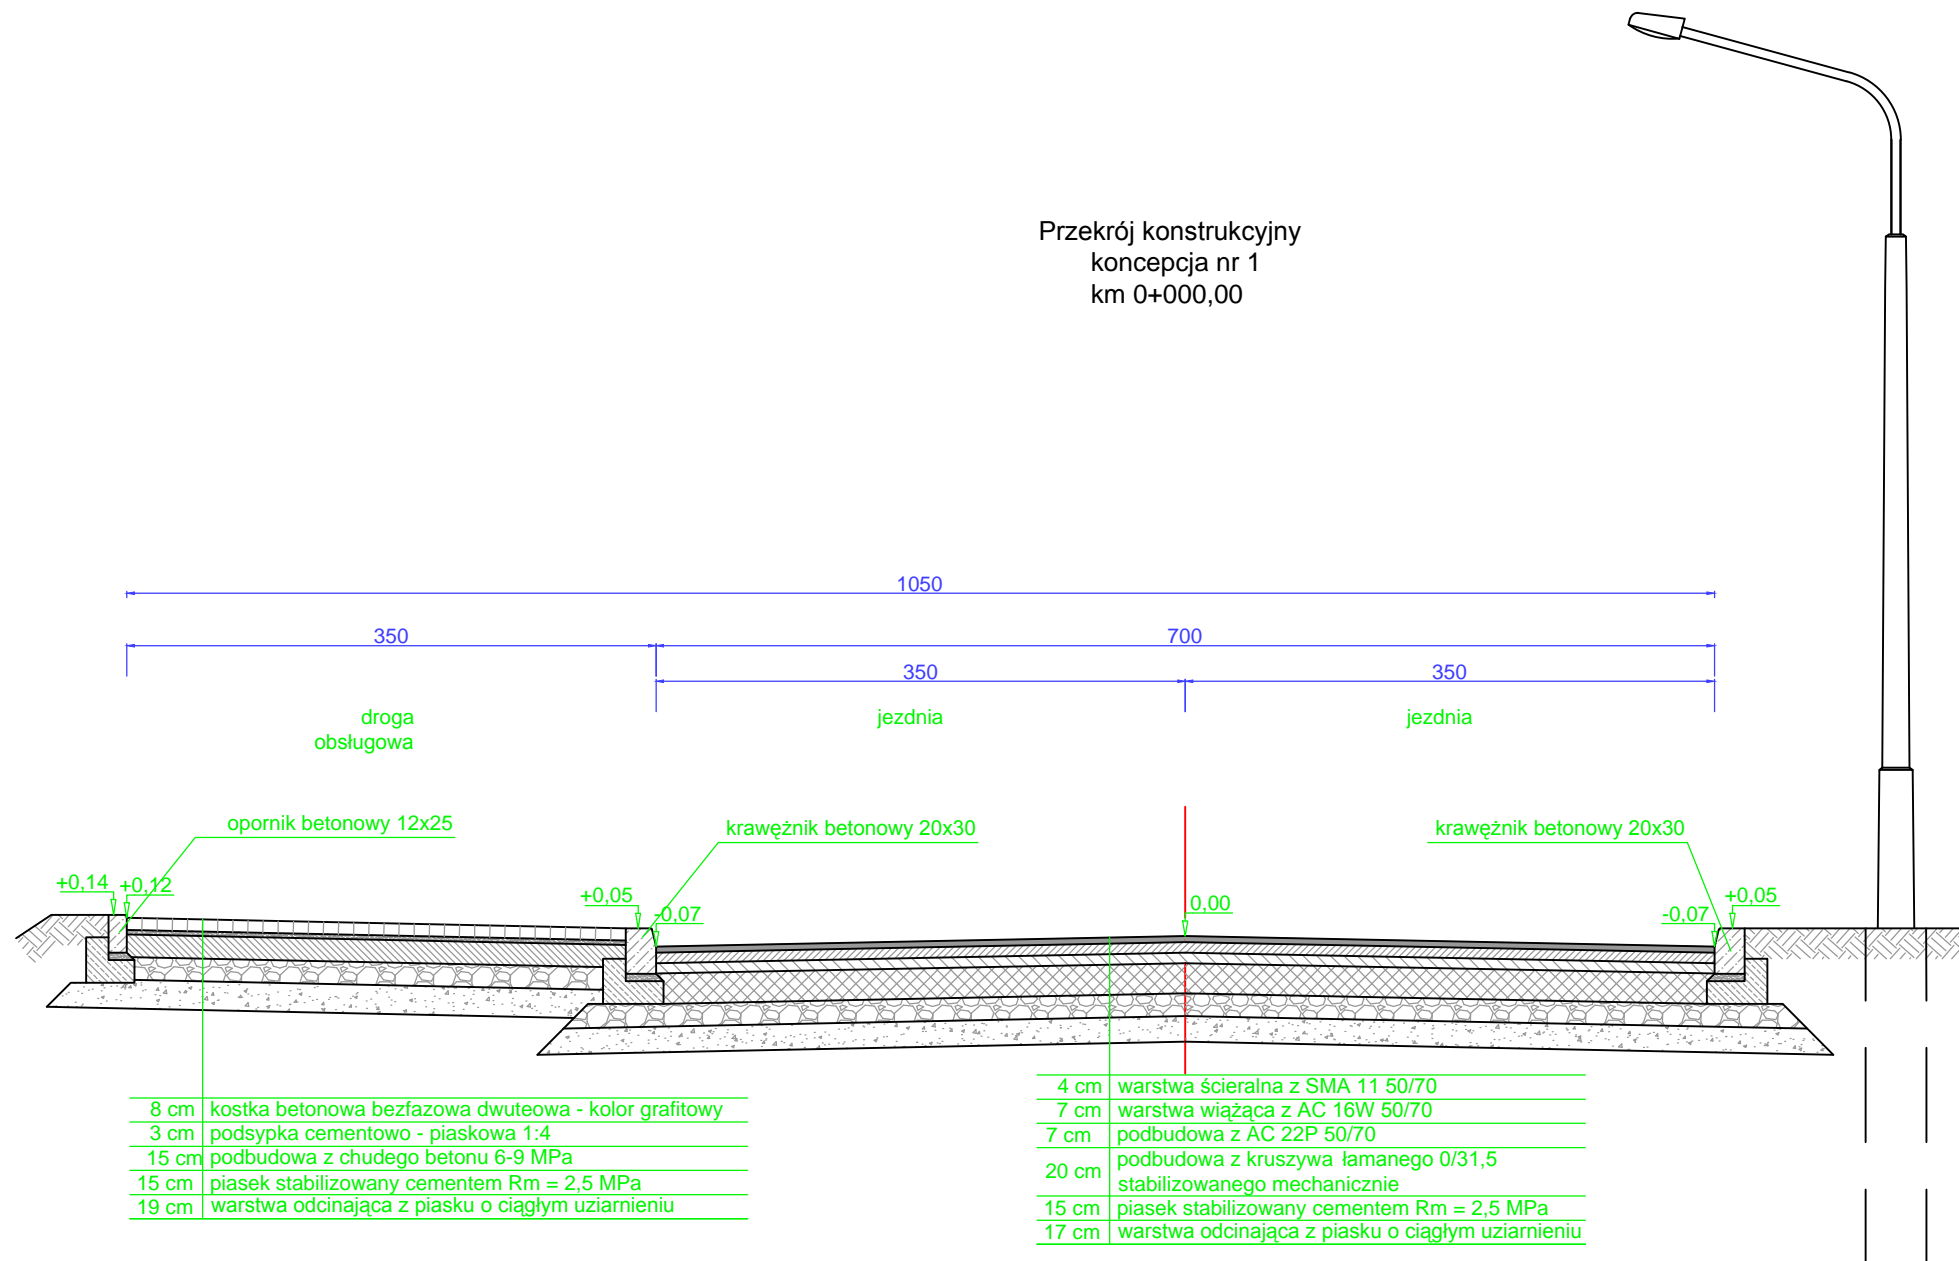 Przekrój konstrukcyjny
koncepcja nr 1
km 0+000,00
1050
350
700
350
350
droga
obsługowa
jezdnia
jezdnia
opornik betonowy 12x25
krawężnik betonowy 20x30
krawężnik betonowy 20x30
+0,14
+0,12
+0,05
-0,07
0,00
-0,07
+0,05
8 cm kostka betonowa bezfazowa dwuteowa - kolor grafitowy
3 cm podsypka cementowo - piaskowa 1:4
15 cm podbudowa z chudego betonu 6-9 MPa
15 cm piasek stabilizowany cementem Rm = 2,5 MPa
19 cm warstwa odcinająca z piasku o ciągłym uziarnieniu
4 cm warstwa ścieralna z SMA 11 50/70
7 cm warstwa wiążąca z AC 16W 50/70
7 cm podbudowa z AC 22P 50/70
20 cm podbudowa z kruszywa łamanego 0/31,5
stabilizowanego mechanicznie
15 cm piasek stabilizowany cementem Rm = 2,5 MPa
17 cm warstwa odcinająca z piasku o ciągłym uziarnieniu